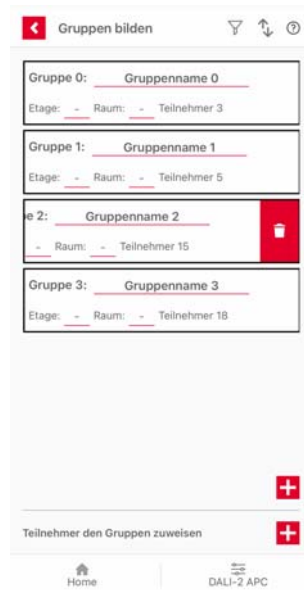 Gruppen bilden
Gruppe 0: Gruppenname 0
Etage: - Raum: - Teilnehmer 3
Gruppe 1: Gruppenname 1
Etage: - Raum: - Teilnehmer 5
e 2: Gruppenname 2
- Raum: - Teilnehmer 15
Gruppe 3: Gruppenname 3
Etage: - Raum: - Teilnehmer 18
Teilnehmer den Gruppen zuweisen
Home
DALI-2 APC